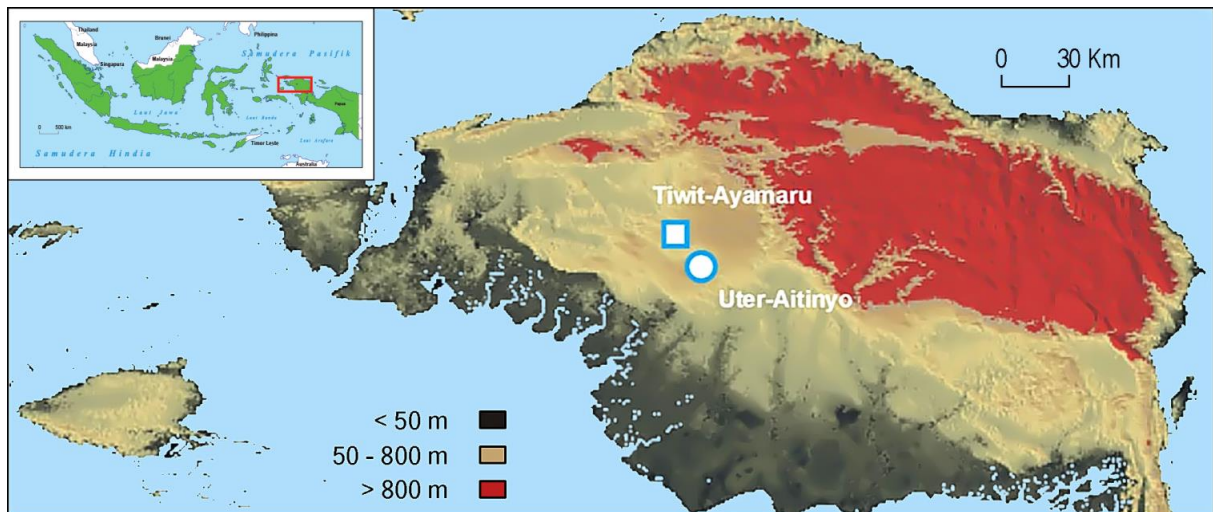 Thailand
Malaysia
Brunei
Philippina
Samudera Pasifik
Malaysia
Singapura
Papua
Laut Jawa
Laut Banda
0 500 km
Laut Arafura
Timor Leste
Samudera Hindia
Australia
0 30 Km
Tiwit-Ayamaru
Uter-Aitinyo
< 50 m
50 - 800 m
> 800 m